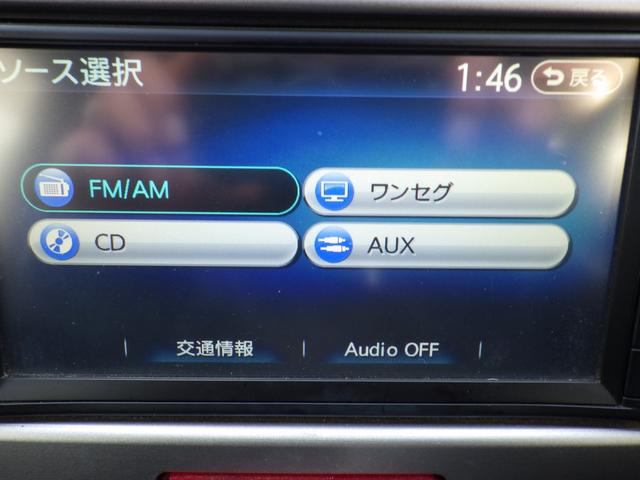 ソース選択
1:46
戻る
FM/AM
ワンセグ
CD
AUX
交通情報
Audio OFF